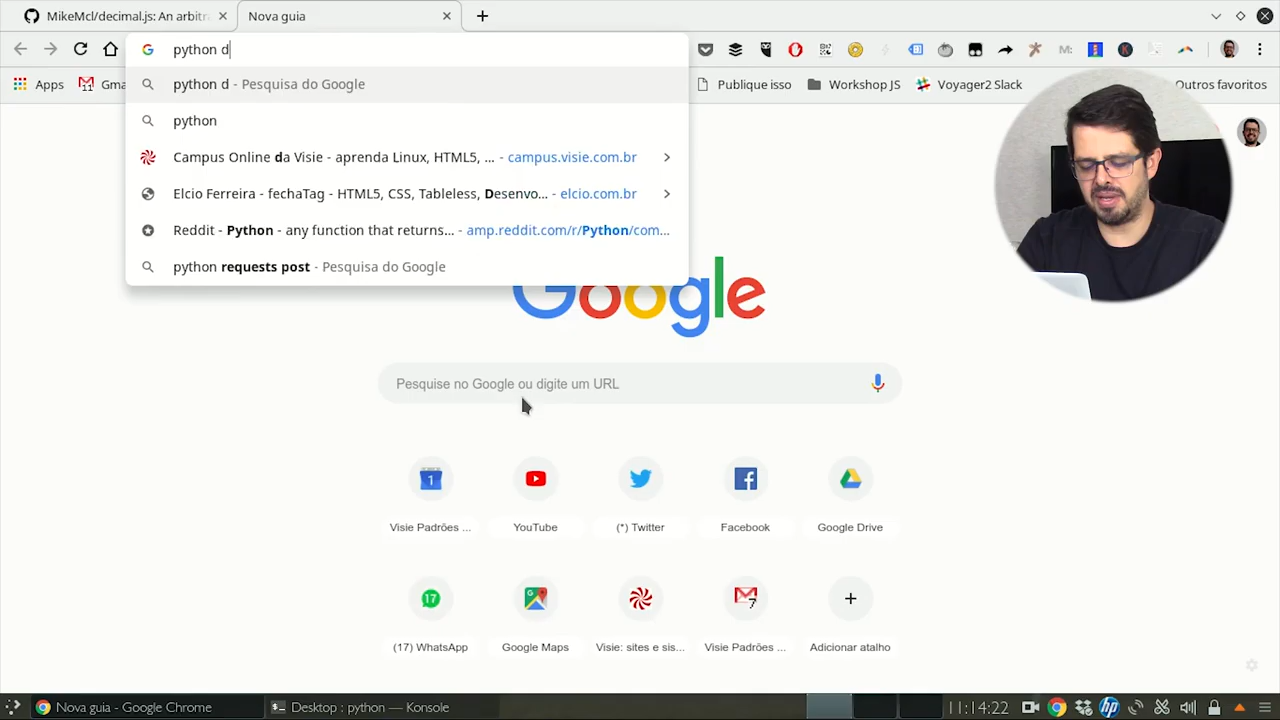 MikeMcl/decimal.js: An arbitr
Nova guia
python d
Apps
Gma
Publique isso
Workshop JS
Voyager2 Slack
Outros favoritos
python d - Pesquisa do Google
python
Campus Online da Visie - aprenda Linux, HTML5, ... - campus.visie.com.br
Elcio Ferreira - fechaTag - HTML5, CSS, Tableless, Desenvo... - elcio.com.br
Reddit - Python - any function that returns... - amp.reddit.com/r/Python/com...
python requests post - Pesquisa do Google
Google
Pesquise no Google ou digite um URL
1
Visie Padrões ...
YouTube
(*) Twitter
Facebook
Google Drive
17
7
(17) WhatsApp
Google Maps
Visie: sites e sis...
Visie Padrões ...
Adicionar atalho
Nova guia - Google Chrome
Desktop : python — Konsole
11:14:22